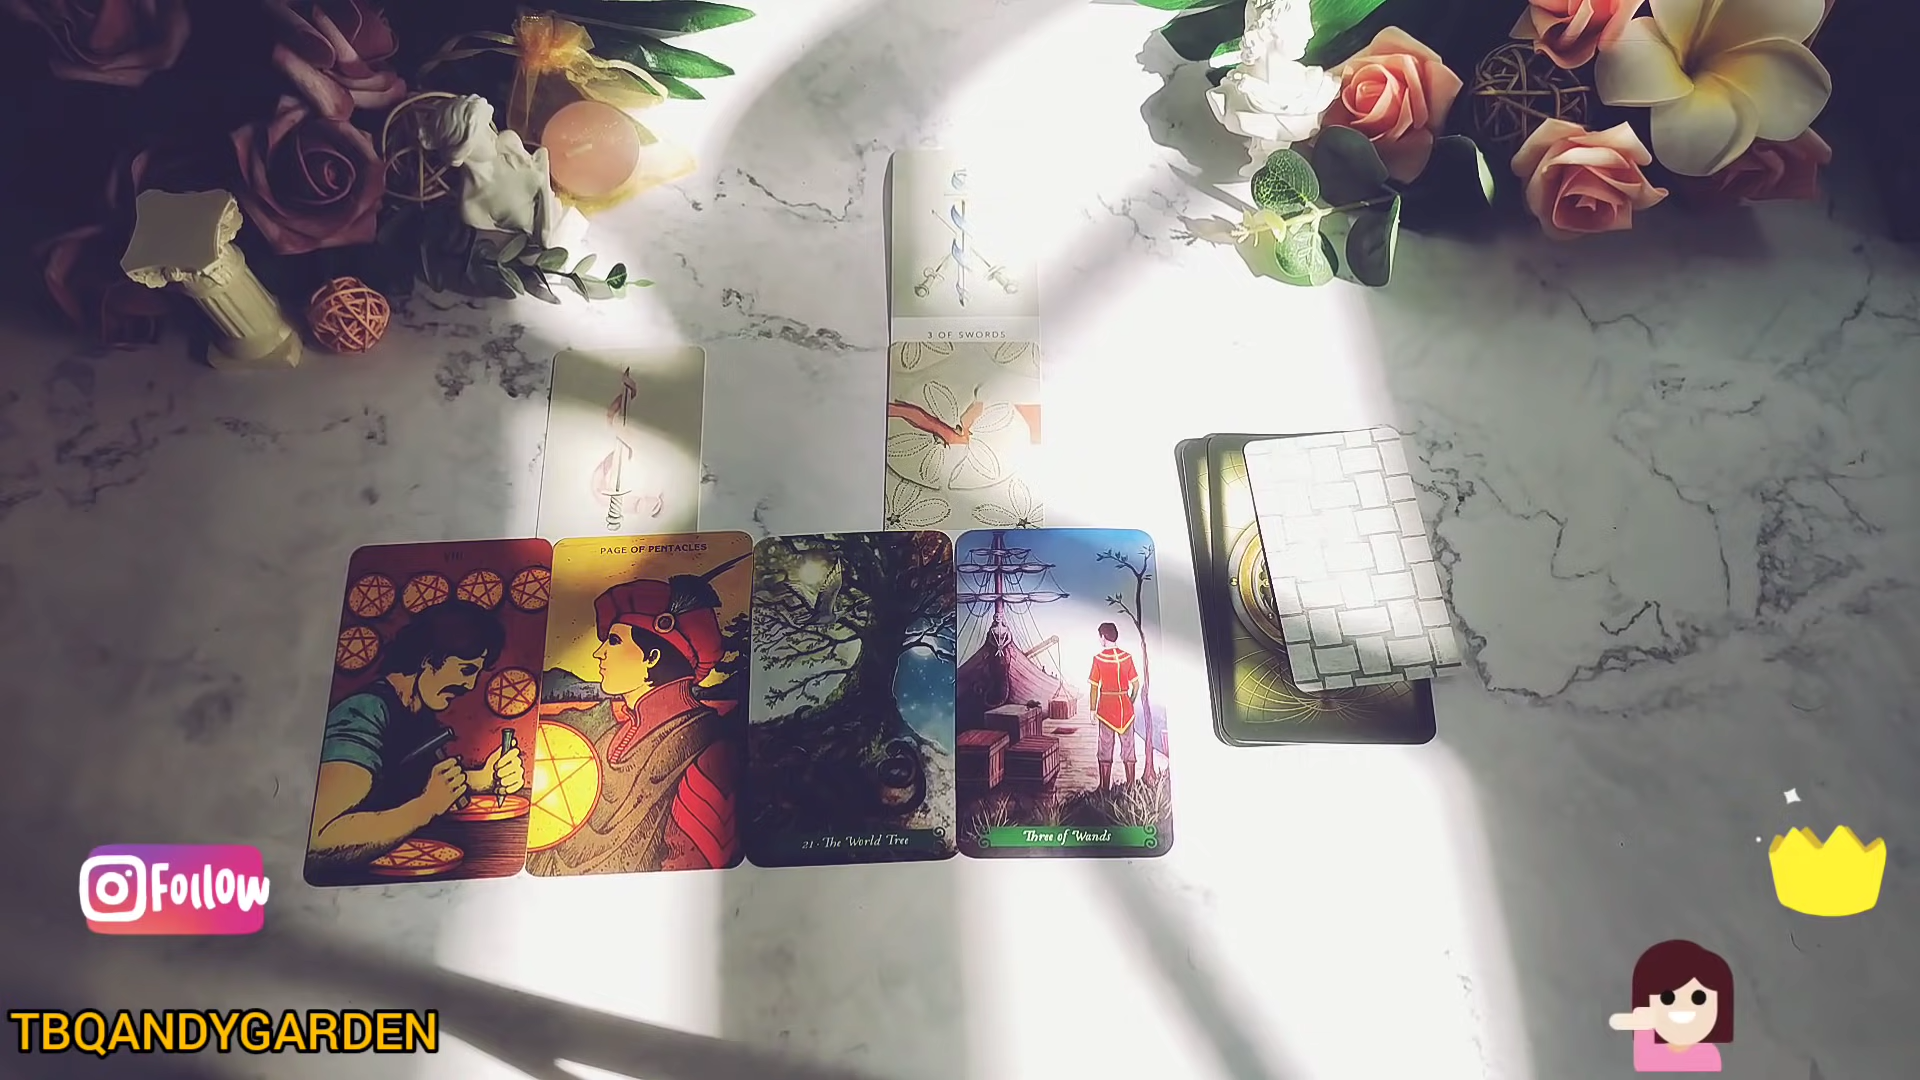 3 OF SWORDS
VIII
PAGE OF PENTACLES
21 · The World Tree
Three of Wands
Follow
TBQANDYGARDEN